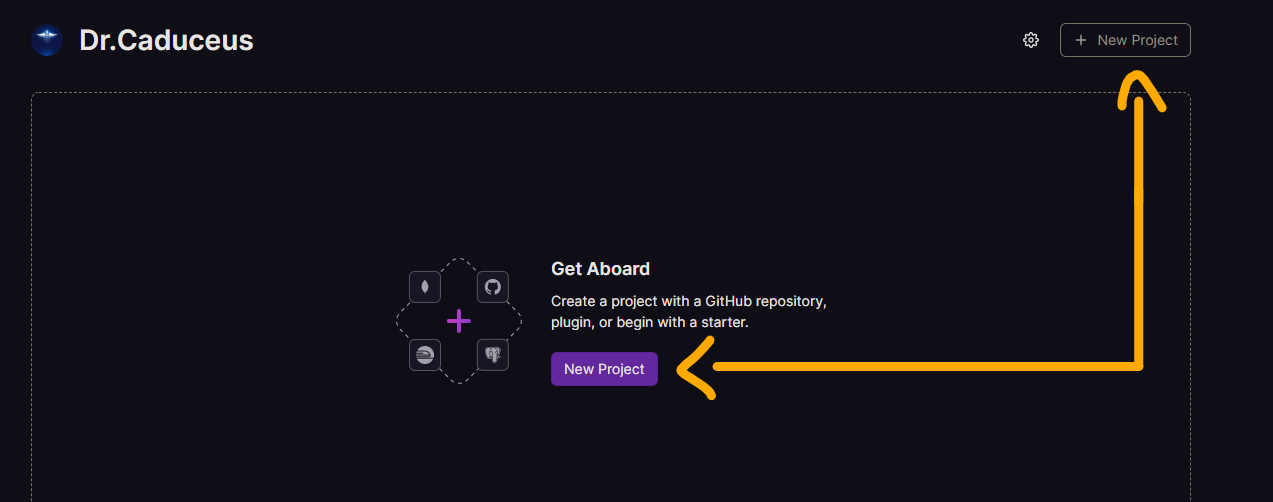 Dr.Caduceus
+ New Project
Get Aboard
Create a project with a GitHub repository,
plugin, or begin with a starter.
New Project